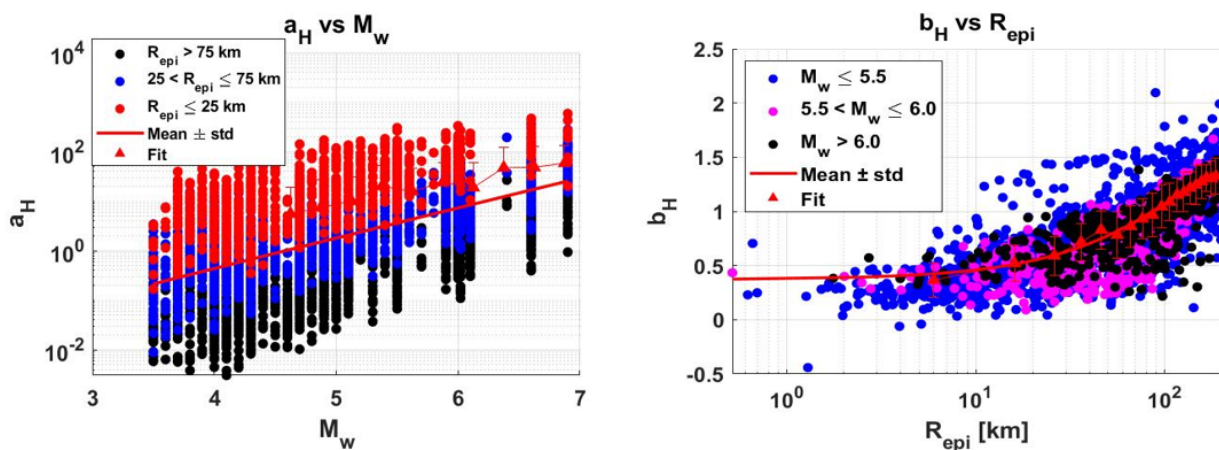 a_H vs M_w
R_epi > 75 km
25 < R_epi ≤ 75 km
R_epi ≤ 25 km
Mean ± std
Fit
a_H
10^4
10^2
10^0
10^-2
3 4 5 6 7
M_w
b_H vs R_epi
M_w ≤ 5.5
5.5 < M_w ≤ 6.0
M_w > 6.0
Mean ± std
Fit
b_H
2.5
2
1.5
1
0.5
0
-0.5
10^0 10^1 10^2
R_epi [km]